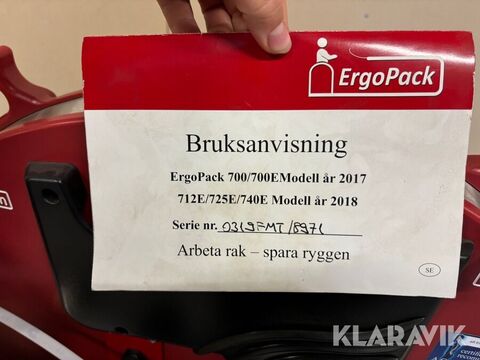 ErgoPack
Bruksanvisning
ErgoPack 700/700EModell år 2017
712E/725E/740E Modell år 2018
Serie nr. 0319FMT/8971
Arbeta rak – spara ryggen
SE
KLARAVIK